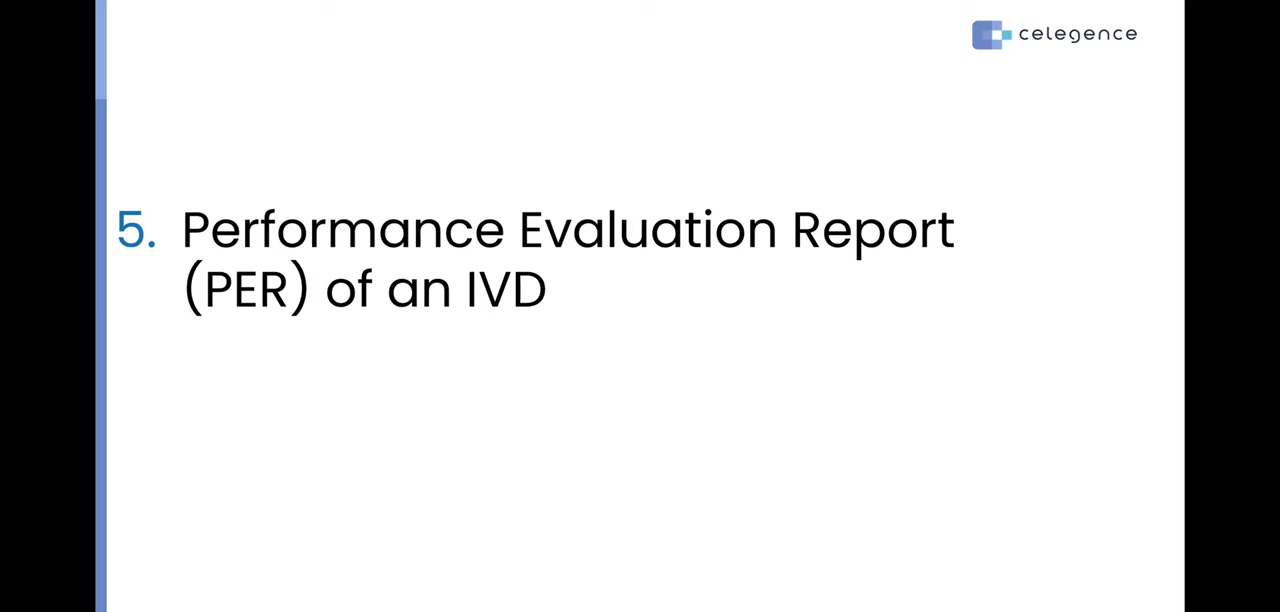 celegence
5. Performance Evaluation Report
(PER) of an IVD